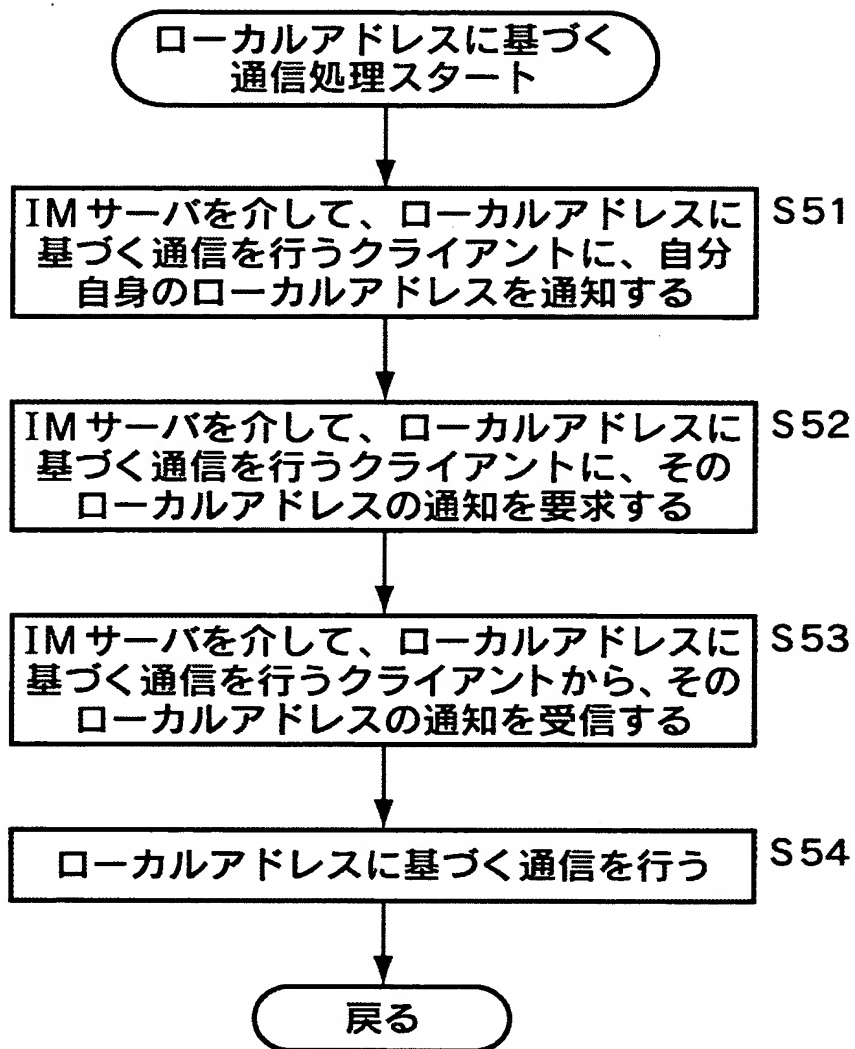 ローカルアドレスに基づく
通信処理スタート
IMサーバを介して、ローカルアドレスに
基づく通信を行うクライアントに、自分
自身のローカルアドレスを通知する
S51
IMサーバを介して、ローカルアドレスに
基づく通信を行うクライアントに、その
ローカルアドレスの通知を要求する
S52
IMサーバを介して、ローカルアドレスに
基づく通信を行うクライアントから、その
ローカルアドレスの通知を受信する
S53
ローカルアドレスに基づく通信を行う
S54
戻る